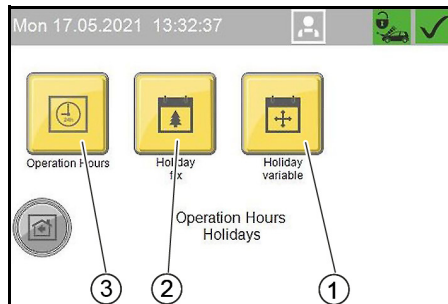 Mon 17.05.2021 13:32:37
24h
Operation Hours
Holiday
fix
Holiday
variable
Operation Hours
Holidays
3
2
1